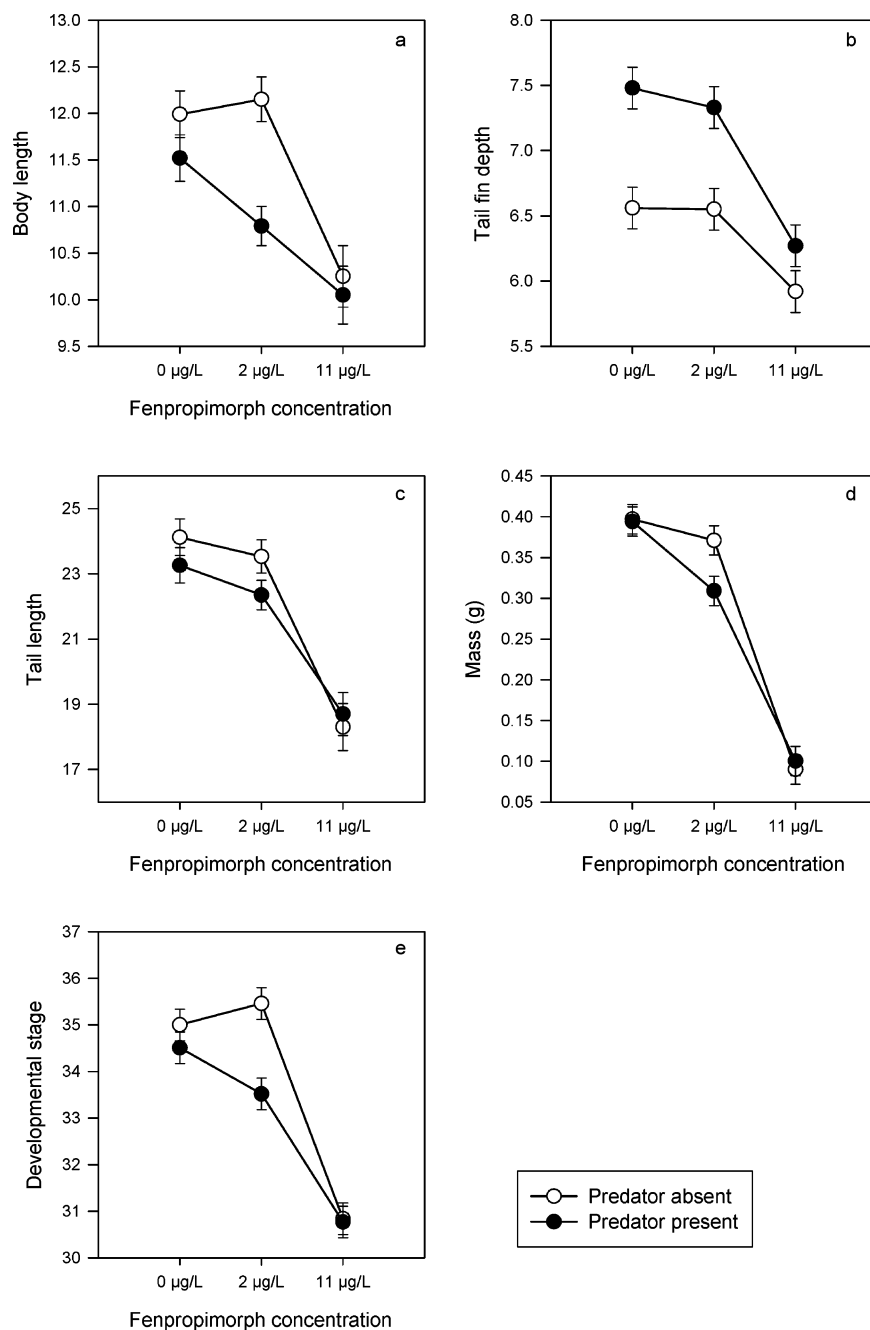 a
13.0
12.5
12.0
11.5
11.0
10.5
10.0
9.5
Body length
0 µg/L 2 µg/L 11 µg/L
Fenpropimorph concentration
b
8.0
7.5
7.0
6.5
6.0
5.5
Tail fin depth
0 µg/L 2 µg/L 11 µg/L
c
25
23
21
19
17
Tail length
0 µg/L 2 µg/L 11 µg/L
Fenpropimorph concentration
d
0.45
0.40
0.35
0.30
0.25
0.20
0.15
0.10
0.05
Mass (g)
0 µg/L 2 µg/L 11 µg/L
Fenpropimorph concentration
e
37
36
35
34
33
32
31
30
Developmental stage
0 µg/L 2 µg/L 11 µg/L
Fenpropimorph concentration
Predator absent
Predator present